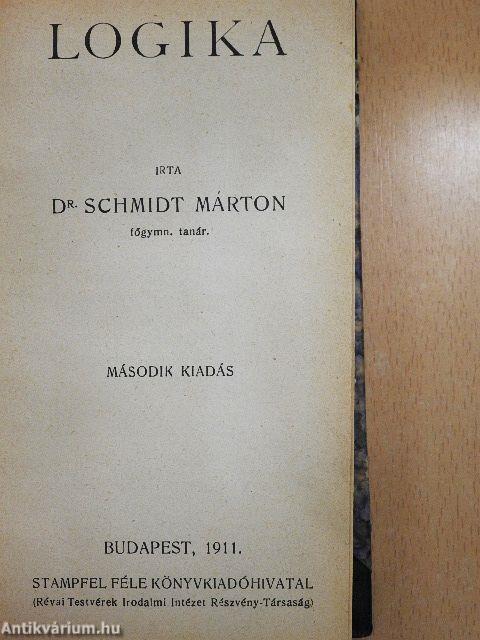 LOGIKA
IRTA
DR. SCHMIDT MÁRTON
főgymn. tanár.
MÁSODIK KIADÁS
BUDAPEST, 1911.
STAMPFEL FÉLE KÖNYVKIADÓHIVATAL
(Révai Testvérek Irodalmi Intézet Részvény-Társaság)
Antikvárium.hu